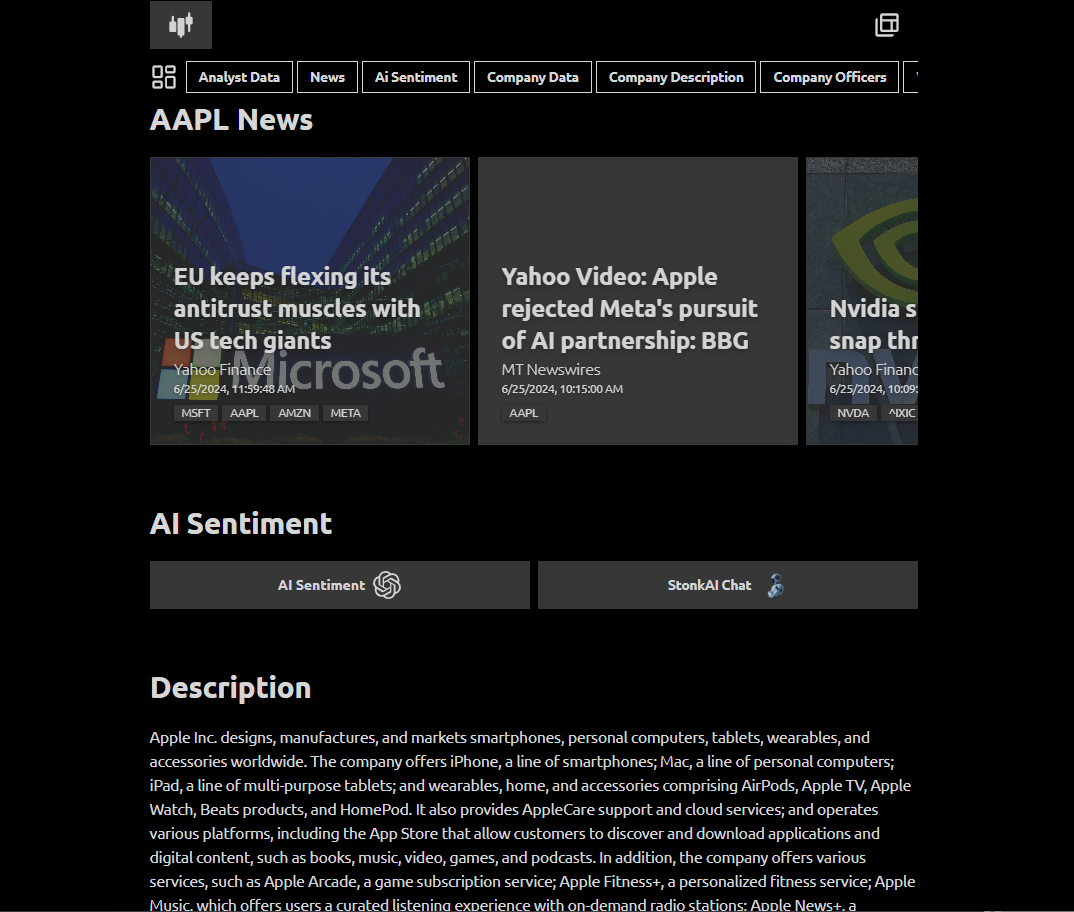 Analyst Data
News
Ai Sentiment
Company Data
Company Description
Company Officers
AAPL News
EU keeps flexing its
antitrust muscles with
US tech giants
Microsoft
Yahoo Finance
6/25/2024, 11:59:48 AM
MSFT AAPL AMZN META
Yahoo Video: Apple
rejected Meta's pursuit
of AI partnership: BBG
MT Newswires
6/25/2024, 10:15:00 AM
AAPL
Nvidia
snap
Yahoo
6/25/2024, 10:09:
NVDA ^IXIC
AI Sentiment
AI Sentiment
StonkAI Chat
Description
Apple Inc. designs, manufactures, and markets smartphones, personal computers, tablets, wearables, and
accessories worldwide. The company offers iPhone, a line of smartphones; Mac, a line of personal computers;
iPad, a line of multi-purpose tablets; and wearables, home, and accessories comprising AirPods, Apple TV, Apple
Watch, Beats products, and HomePod. It also provides AppleCare support and cloud services; and operates
various platforms, including the App Store that allow customers to discover and download applications and
digital content, such as books, music, video, games, and podcasts. In addition, the company offers various
services, such as Apple Arcade, a game subscription service; Apple Fitness+, a personalized fitness service; Apple
Music, which offers users a curated listening experience with on-demand radio stations; Apple News+, a